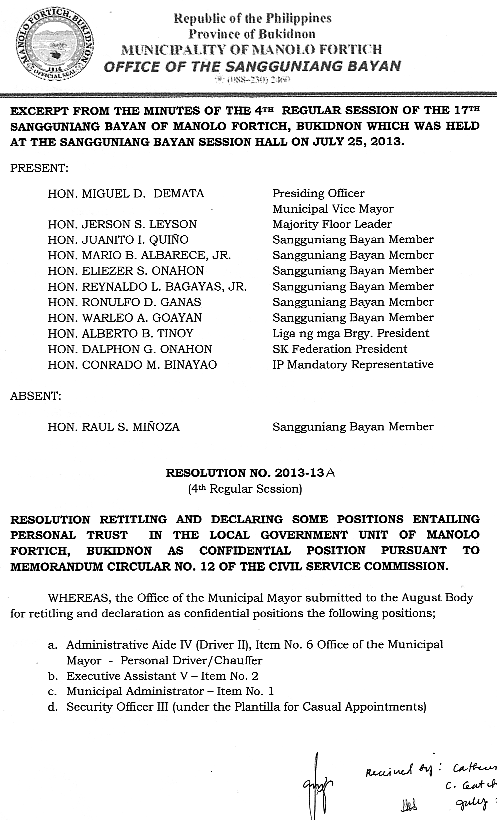 MANOLO FORTICH, BUKIDNON
OFFICIAL SEAL
Republic of the Philippines
Province of Bukidnon
MUNICIPALITY OF MANOLO FORTICH
OFFICE OF THE SANGGUNIANG BAYAN
(088-230) 2460
EXCERPT FROM THE MINUTES OF THE 4TH REGULAR SESSION OF THE 17TH
SANGGUNIANG BAYAN OF MANOLO FORTICH, BUKIDNON WHICH WAS HELD
AT THE SANGGUNIANG BAYAN SESSION HALL ON JULY 25, 2013.
PRESENT:
HON. MIGUEL D. DEMATA Presiding Officer
Municipal Vice Mayor
HON. JERSON S. LEYSON Majority Floor Leader
HON. JUANITO I. QUIÑO Sangguniang Bayan Member
HON. MARIO B. ALBARECE, JR. Sangguniang Bayan Member
HON. ELIEZER S. ONAHON Sangguniang Bayan Member
HON. REYNALDO L. BAGAYAS, JR. Sangguniang Bayan Member
HON. RONULFO D. GANAS Sangguniang Bayan Member
HON. WARLEO A. GOAYAN Sangguniang Bayan Member
HON. ALBERTO B. TINOY Liga ng mga Brgy. President
HON. DALPHON G. ONAHON SK Federation President
HON. CONRADO M. BINAYAO IP Mandatory Representative
ABSENT:
HON. RAUL S. MIÑOZA Sangguniang Bayan Member
RESOLUTION NO. 2013-13A
(4th Regular Session)
RESOLUTION RETITLING AND DECLARING SOME POSITIONS ENTAILING
PERSONAL TRUST IN THE LOCAL GOVERNMENT UNIT OF MANOLO
FORTICH, BUKIDNON AS CONFIDENTIAL POSITION PURSUANT TO
MEMORANDUM CIRCULAR NO. 12 OF THE CIVIL SERVICE COMMISSION.
WHEREAS, the Office of the Municipal Mayor submitted to the August Body
for retitling and declaration as confidential positions the following positions;
a. Administrative Aide IV (Driver II), Item No. 6 Office of the Municipal
Mayor - Personal Driver/Chauffer
b. Executive Assistant V – Item No. 2
c. Municipal Administrator – Item No. 1
d. Security Officer III (under the Plantilla for Casual Appointments)
Received by:
C.
July